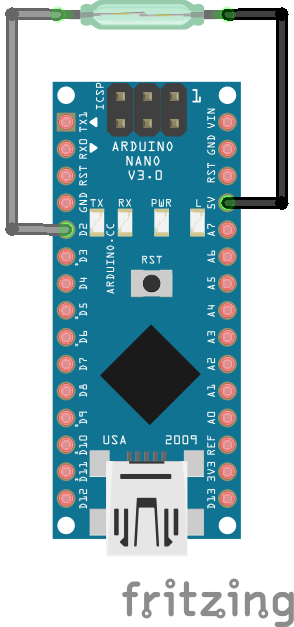 ICSP
1
TX1
RX0
RST
GND
D2
D3
D4
D5
D6
D7
D8
D9
D10
D11
D12
ARDUINO
NANO
V3.0
TX RX PWR L
ARDUINO.CC
RST
USA 2009
VIN
GND
RST
5V
A7
A6
A5
A4
A3
A2
A1
A0
REF
3V3
D13
fritzing